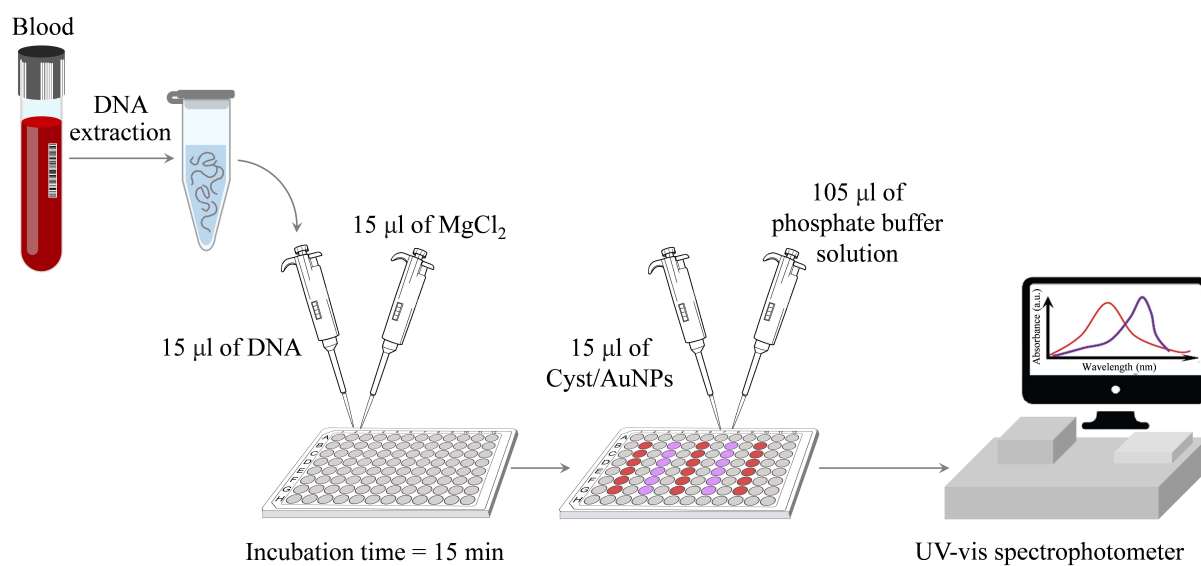 Blood
DNA
extraction
15 μl of MgCl₂
105 μl of
phosphate buffer
solution
15 μl of DNA
15 μl of
Cyst/AuNPs
Absorbance (a.u.)
Wavelength (nm)
A
B
C
D
E
F
G
H
A
B
C
D
E
F
G
H
Incubation time = 15 min
UV-vis spectrophotometer